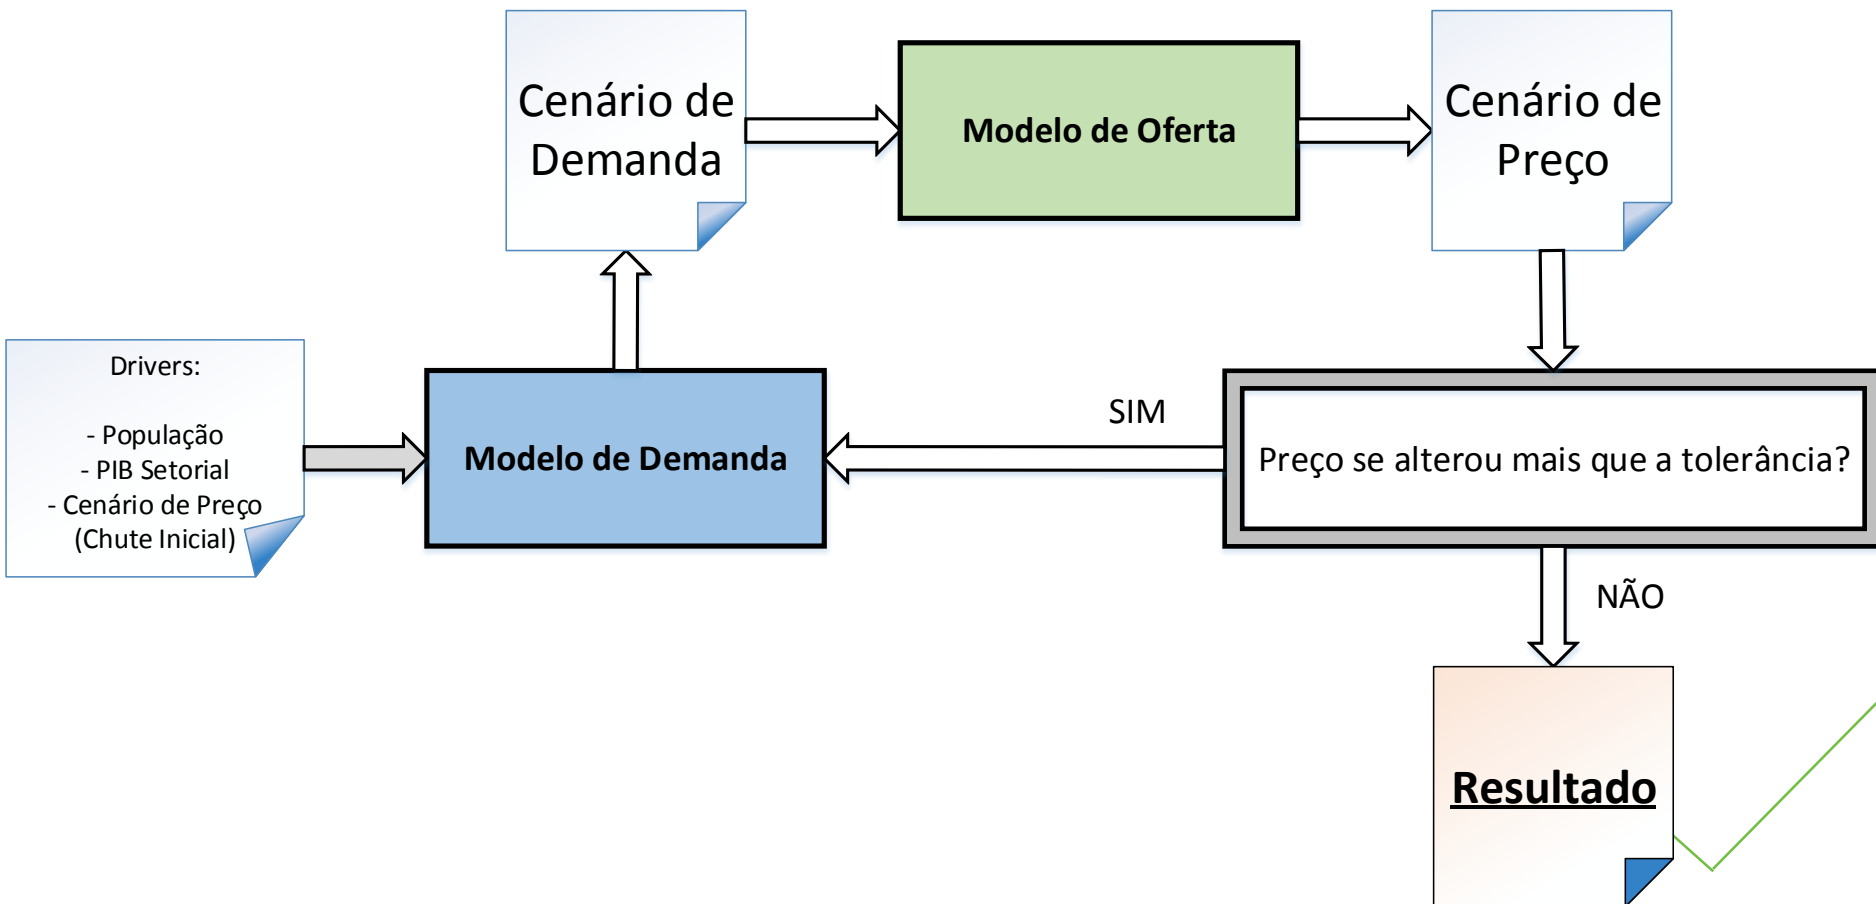 Cenário de
Demanda
Modelo de Oferta
Cenário de
Preço
Drivers:
- População
- PIB Setorial
- Cenário de Preço
(Chute Inicial)
Modelo de Demanda
SIM
Preço se alterou mais que a tolerância?
NÃO
Resultado